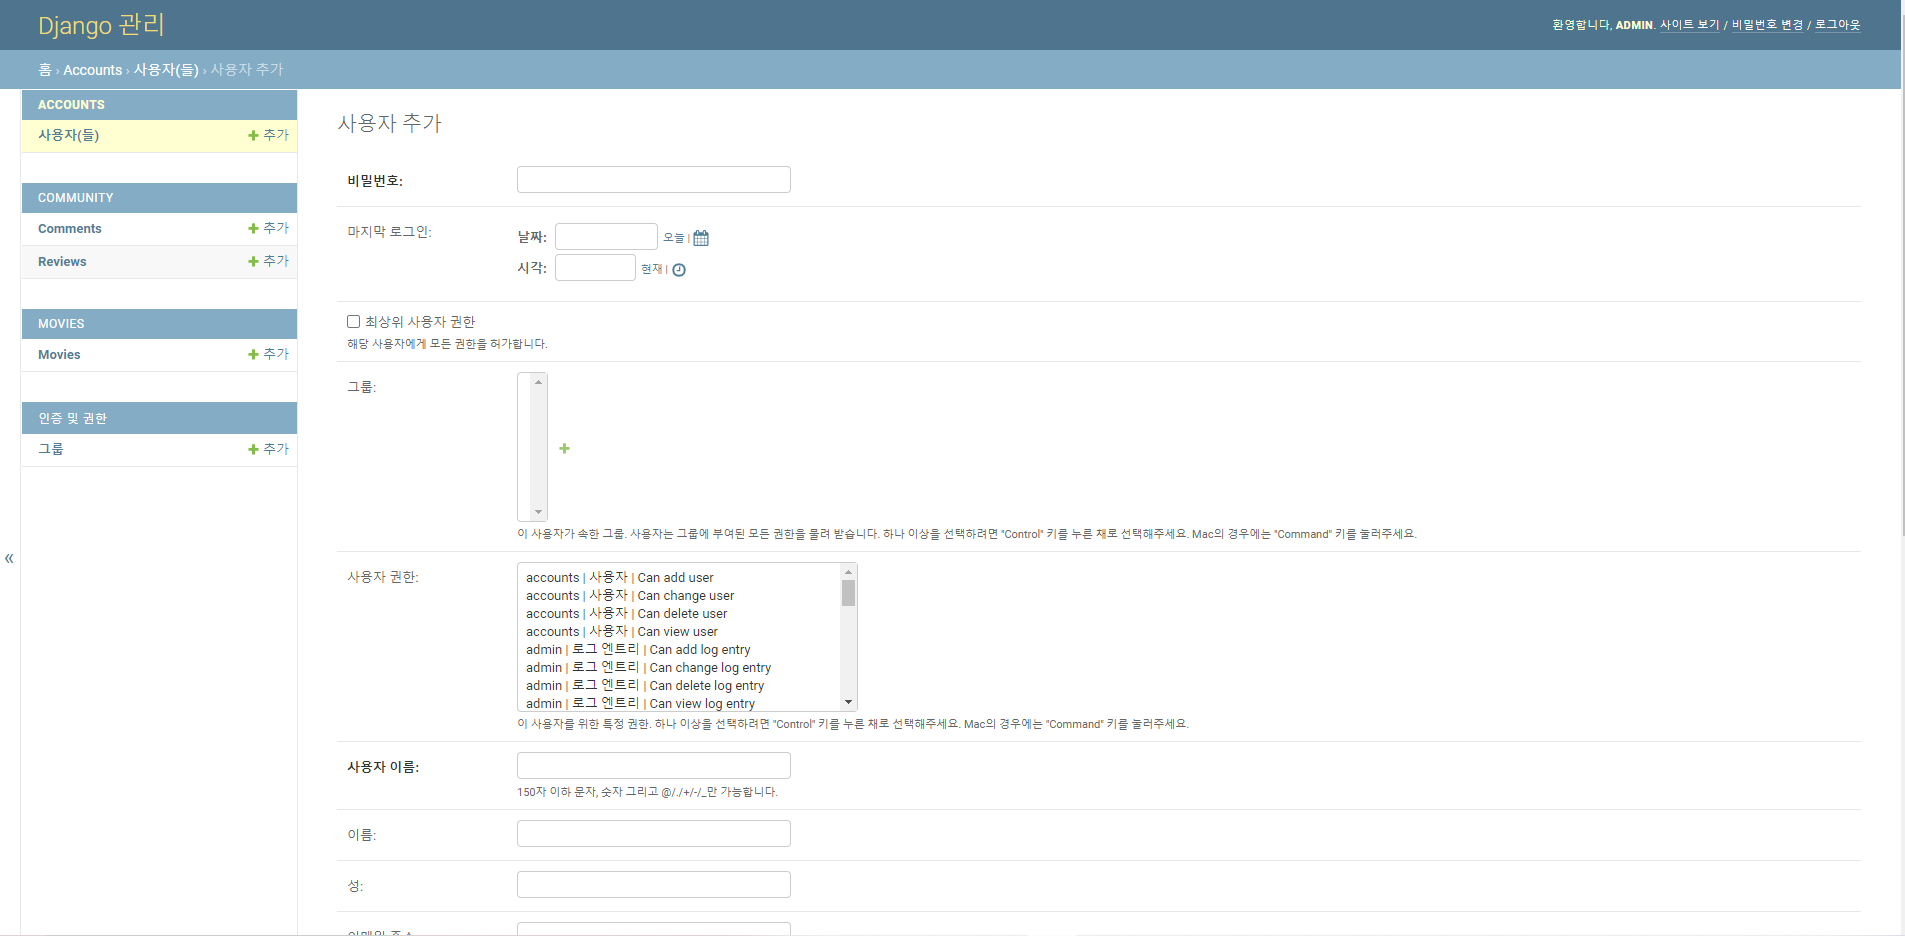 Django 관리
환영합니다, ADMIN. 사이트 보기 / 비밀번호 변경 / 로그아웃
홈 › Accounts › 사용자(들) › 사용자 추가
ACCOUNTS
사용자(들) 추가
COMMUNITY
Comments 추가
Reviews 추가
MOVIES
Movies 추가
인증 및 권한
그룹 추가
«
사용자 추가
비밀번호:
마지막 로그인:
날짜: 오늘 |
시각: 현재 |
최상위 사용자 권한
해당 사용자에게 모든 권한을 허가합니다.
그룹:
이 사용자가 속한 그룹. 사용자는 그룹에 부여된 모든 권한을 물려 받습니다. 하나 이상을 선택하려면 "Control" 키를 누른 채로 선택해주세요. Mac의 경우에는 "Command" 키를 눌러주세요.
사용자 권한:
accounts | 사용자 | Can add user
accounts | 사용자 | Can change user
accounts | 사용자 | Can delete user
accounts | 사용자 | Can view user
admin | 로그 엔트리 | Can add log entry
admin | 로그 엔트리 | Can change log entry
admin | 로그 엔트리 | Can delete log entry
admin | 로그 엔트리 | Can view log entry
이 사용자를 위한 특정 권한. 하나 이상을 선택하려면 "Control" 키를 누른 채로 선택해주세요. Mac의 경우에는 "Command" 키를 눌러주세요.
사용자 이름:
150자 이하 문자, 숫자 그리고 @/./+/-/_만 가능합니다.
이름:
성: